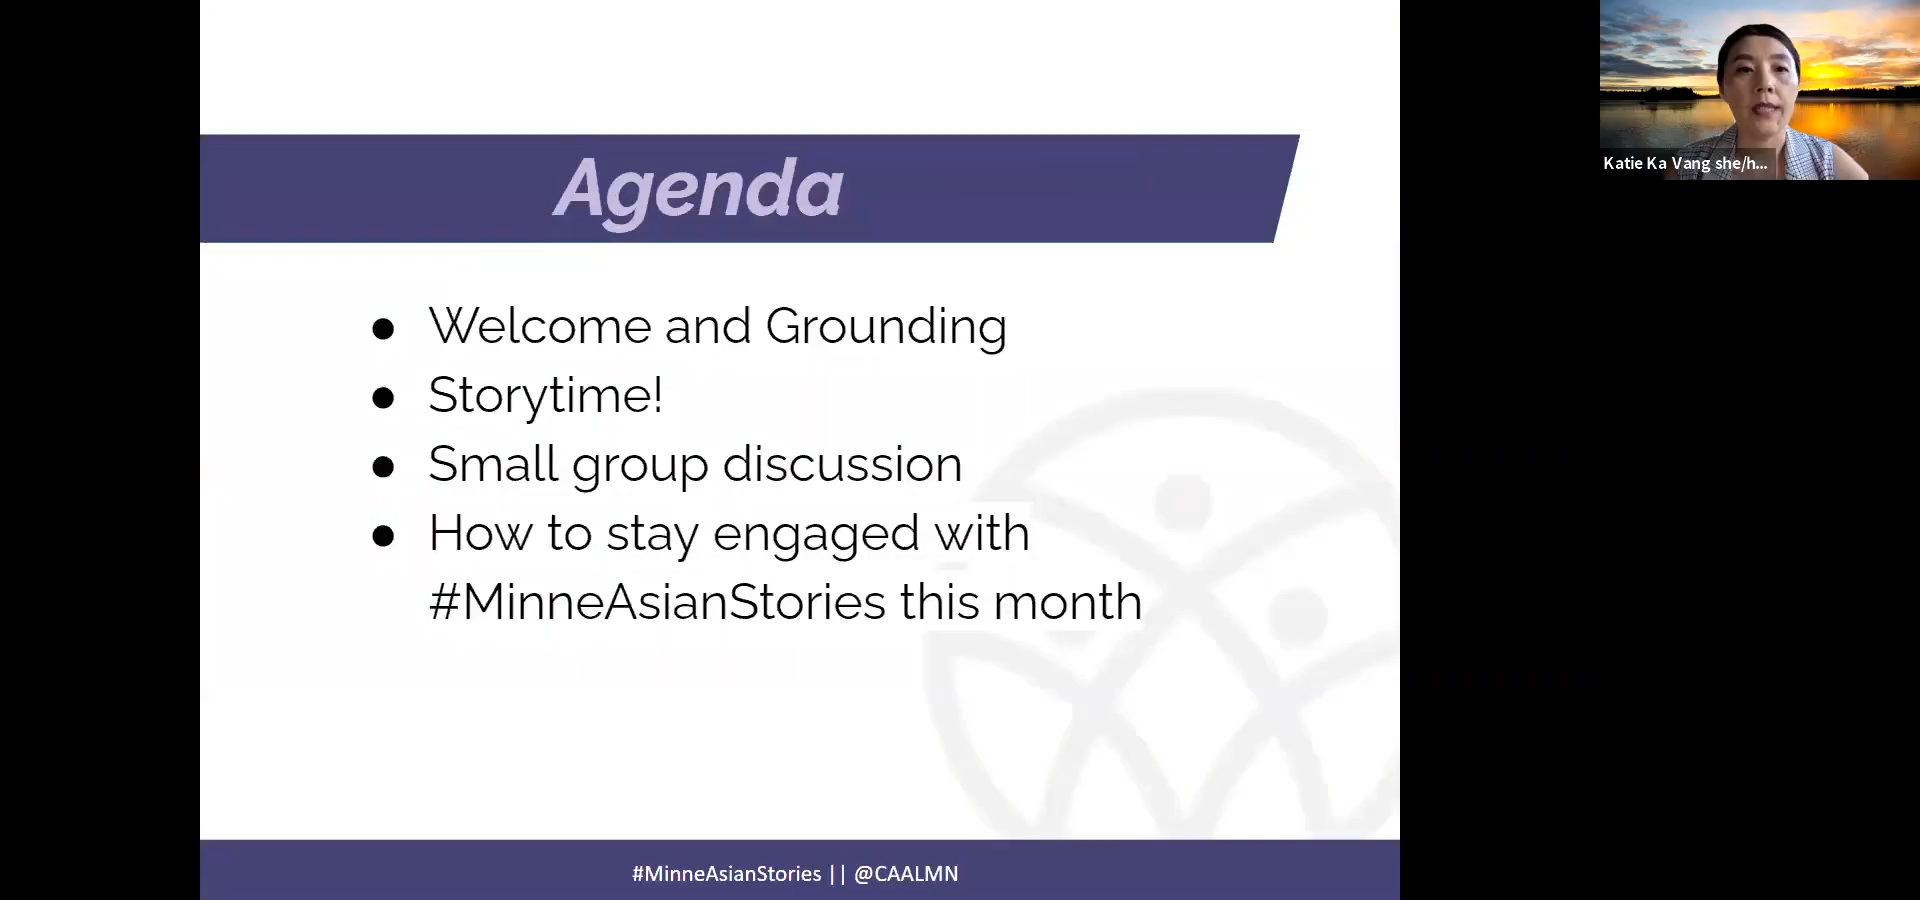 Agenda
● Welcome and Grounding
● Storytime!
● Small group discussion
● How to stay engaged with
#MinneAsianStories this month
#MinneAsianStories || @CAALMN
Katie Ka Vang she/h...